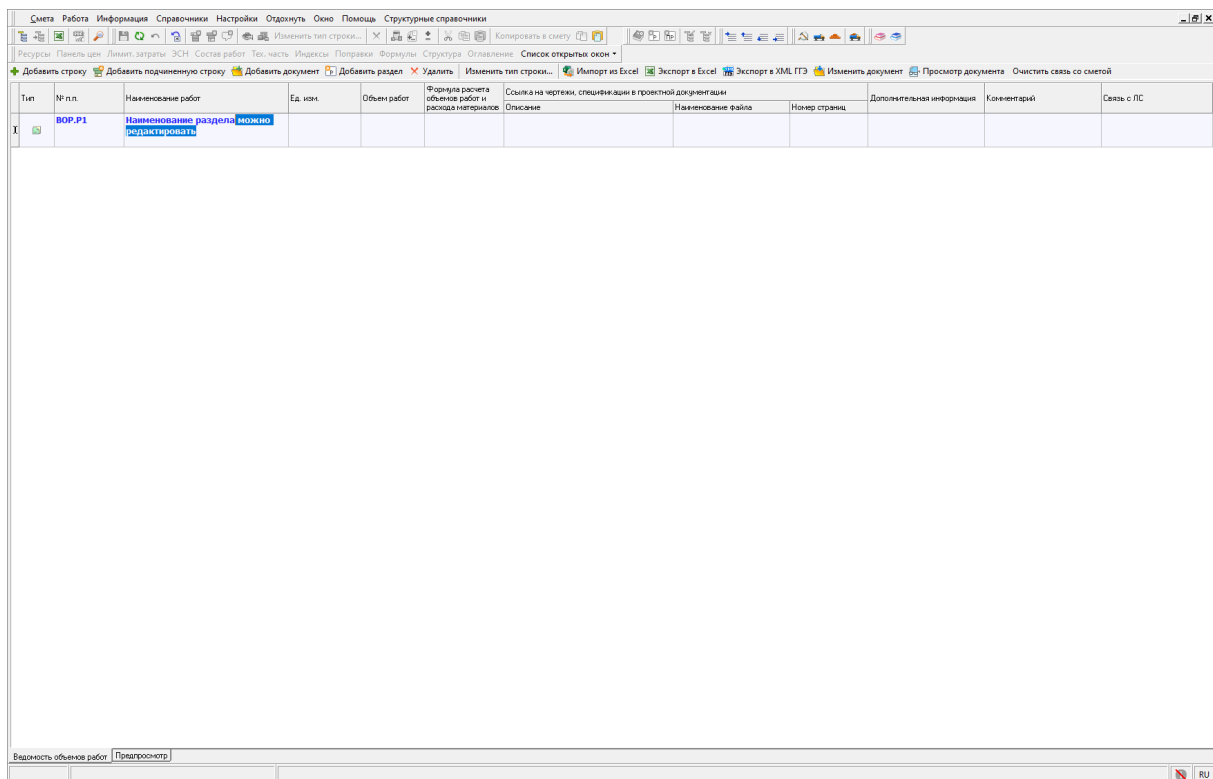 Смета Работа Информация Справочники Настройки Отдохнуть Окно Помощь Структурные справочники
Изменить тип строки... Копировать в смету
Ресурсы Панель цен Лимит. затраты ЭСН Состав работ Тех. часть Индексы Поправки Формулы Структура Оглавление Список открытых окон
Добавить строку Добавить подчиненную строку Добавить документ Добавить раздел Удалить Изменить тип строки... Импорт из Excel Экспорт в Excel Экспорт в XML ГГЭ Изменить документ Просмотр документа Очистить связь со сметой
Тип № п.п. Наименование работ Ед. изм. Объем работ Формула расчета объемов работ и расхода материалов Ссылка на чертежи, спецификации в проектной документации Дополнительная информация Комментарий Связь с ЛС
Описание Наименование файла Номер страниц
ВОР.Р1 Наименование раздела можно
редактировать
Ведомость объемов работ Предпросмотр
RU